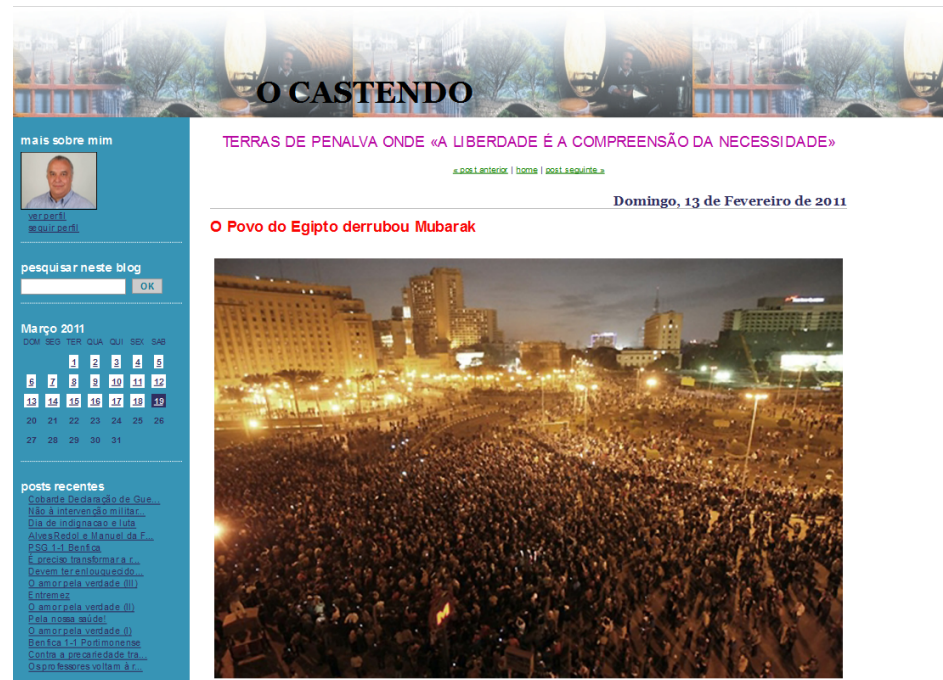 O CASTENDO
TERRAS DE PENALVA ONDE «A LIBERDADE É A COMPREENSÃO DA NECESSIDADE»
« post anterior | home | post seguinte »
Domingo, 13 de Fevereiro de 2011
O Povo do Egipto derrubou Mubarak
mais sobre mim
ver perfil
seguir perfil
pesquisar neste blog
OK
Março 2011
DOM SEG TER QUA QUI SEX SAB
1 2 3 4 5
6 7 8 9 10 11 12
13 14 15 16 17 18 19
20 21 22 23 24 25 26
27 28 29 30 31
posts recentes
Cobarde Declaração de Gue...
Não à intervenção militar...
Dia de indignacao e luta
Alves Redol e Manuel da F...
PSG 1-1 Benfica
É preciso transformar a r...
Devem ter enlouquecido...
O amor pela verdade (III)
Entremez
O amor pela verdade (II)
Pela nossa saúde!
O amor pela verdade (I)
Benfica 1-1 Portimonense
Contra a precariedade tra...
Os professores voltam à r...